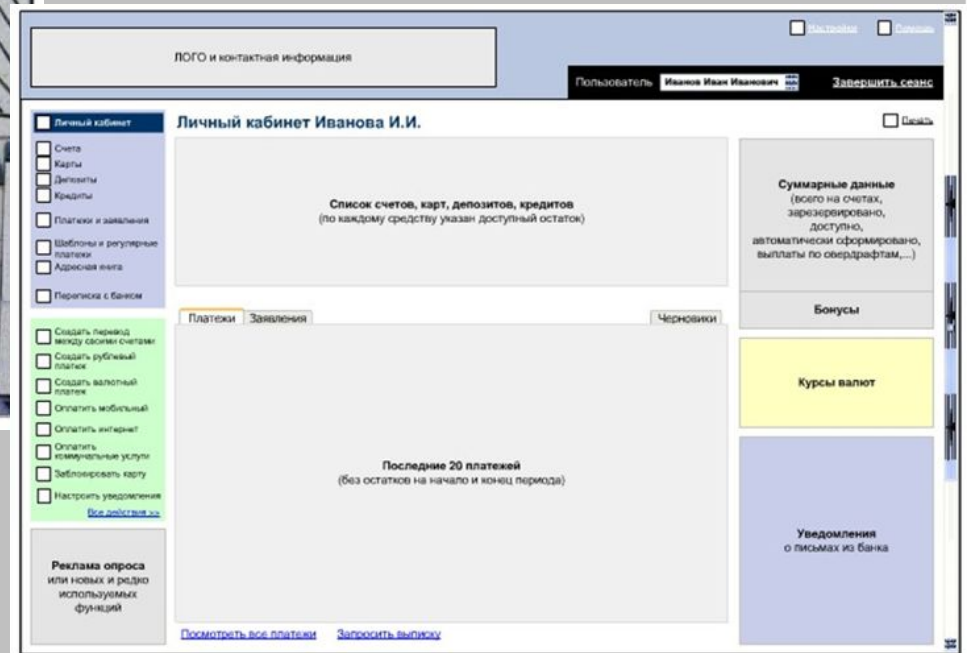 Настройки
Помощь
ЛОГО и контактная информация
Пользователь
Иванов Иван Иванович
Завершить сеанс
Личный кабинет
Личный кабинет Иванова И.И.
Печать
Счета
Карты
Депозиты
Кредиты
Платежи и заявления
Шаблоны и регулярные
платежи
Адресная книга
Переписка с банком
Список счетов, карт, депозитов, кредитов
(по каждому средству указан доступный остаток)
Суммарные данные
(всего на счетах,
зарезервировано,
доступно,
автоматически сформировано,
выплаты по овердрафтам,...)
Бонусы
Платежи
Заявления
Черновики
Создать перевод
между своими счетами
Создать рублевый
платеж
Создать валютный
платеж
Оплатить мобильный
Оплатить интернет
Оплатить
коммунальные услуги
Заблокировать карту
Настроить уведомления
Все действия >>
Курсы валют
Последние 20 платежей
(без остатков на начало и конец периода)
Уведомления
о письмах из банка
Реклама опроса
или новых и редко
используемых
функций
Посмотреть все платежи
Запросить выписку